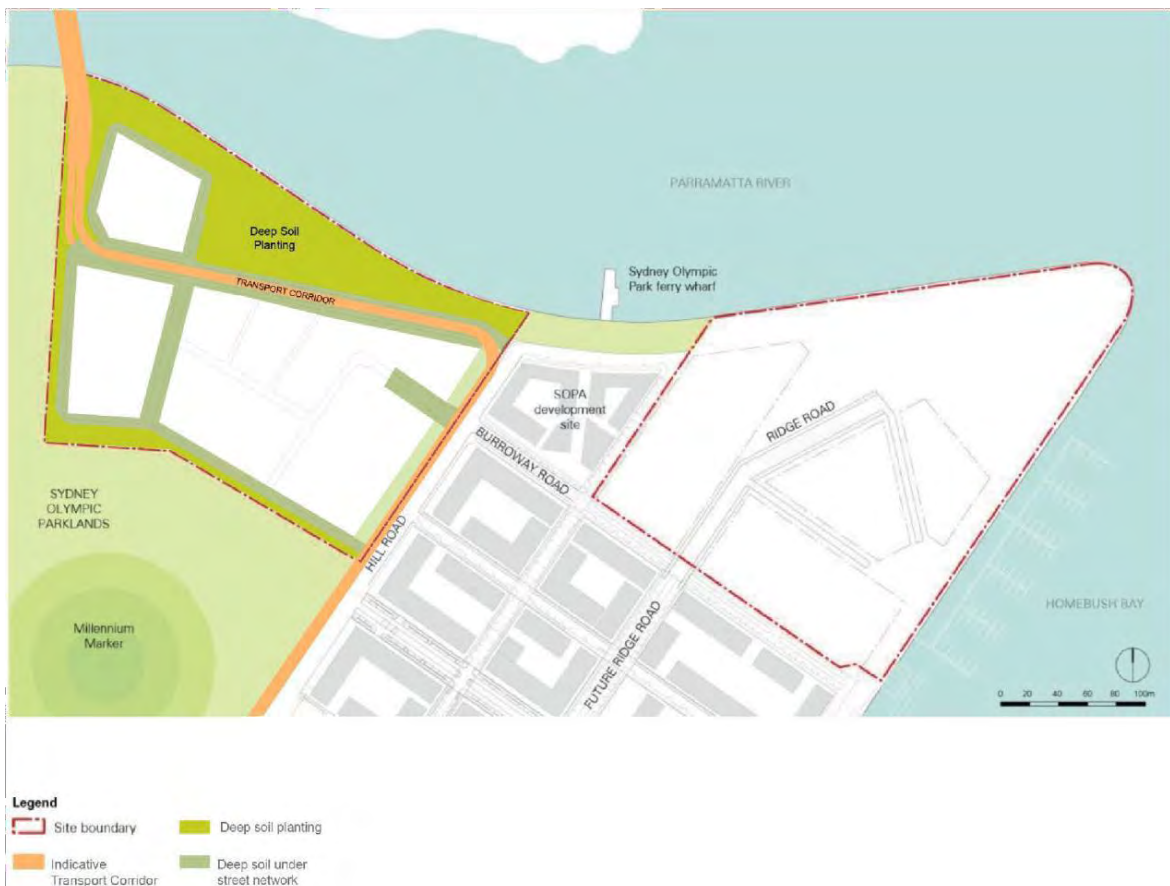 PARRAMATTA RIVER
Deep Soil
Planting
Sydney Olympic
Park ferry wharf
TRANSPORT CORRIDOR
SOPA
development
site
RIDGE ROAD
BURROWAY ROAD
SYDNEY
OLYMPIC
PARKLANDS
HILL ROAD
HOMEBUSH BAY
Millennium
Marker
FUTURE RIDGE ROAD
0 20 40 60 80 100m
Legend
Site boundary
Deep soil planting
Indicative
Transport Corridor
Deep soil under
street network